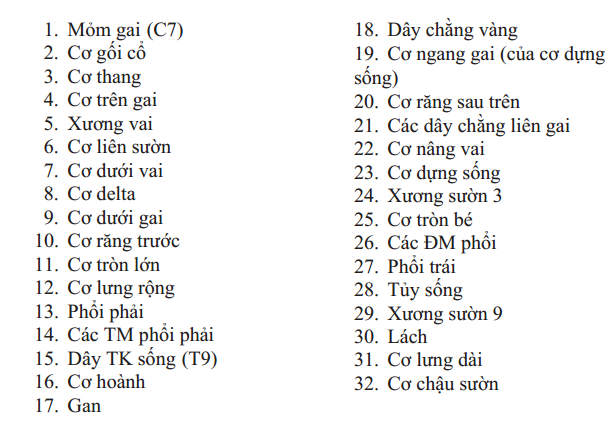 1. Mỏm gai (C7)
2. Cơ gối cổ
3. Cơ thang
4. Cơ trên gai
5. Xương vai
6. Cơ liên sườn
7. Cơ dưới vai
8. Cơ delta
9. Cơ dưới gai
10. Cơ răng trước
11. Cơ tròn lớn
12. Cơ lưng rộng
13. Phổi phải
14. Các TM phổi phải
15. Dây TK sống (T9)
16. Cơ hoành
17. Gan
18. Dây chằng vàng
19. Cơ ngang gai (của cơ dựng
sống)
20. Cơ răng sau trên
21. Các dây chằng liên gai
22. Cơ nâng vai
23. Cơ dựng sống
24. Xương sườn 3
25. Cơ tròn bé
26. Các ĐM phổi
27. Phổi trái
28. Tủy sống
29. Xương sườn 9
30. Lách
31. Cơ lưng dài
32. Cơ chậu sườn